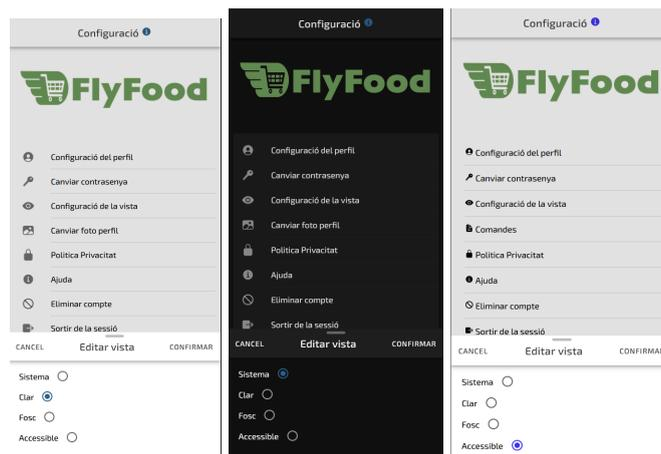 Configuració
FlyFood
Configuració del perfil
Canviar contrasenya
Configuració de la vista
Canviar foto perfil
Politica Privacitat
Ajuda
Eliminar compte
Sortir de la sessió
CANCEL Editar vista CONFIRMAR
Sistema
Clar
Fosc
Accessible
Configuració
FlyFood
Configuració del perfil
Canviar contrasenya
Configuració de la vista
Canviar foto perfil
Politica Privacitat
Ajuda
Eliminar compte
Sortir de la sessió
CANCEL Editar vista CONFIRMAR
Sistema
Clar
Fosc
Accessible
Configuració
FlyFood
Configuració del perfil
Canviar contrasenya
Configuració de la vista
Comandes
Politica Privacitat
Ajuda
Eliminar compte
Sortir de la sessió
CANCEL Editar vista CONFIRMAR
Sistema
Clar
Fosc
Accessible